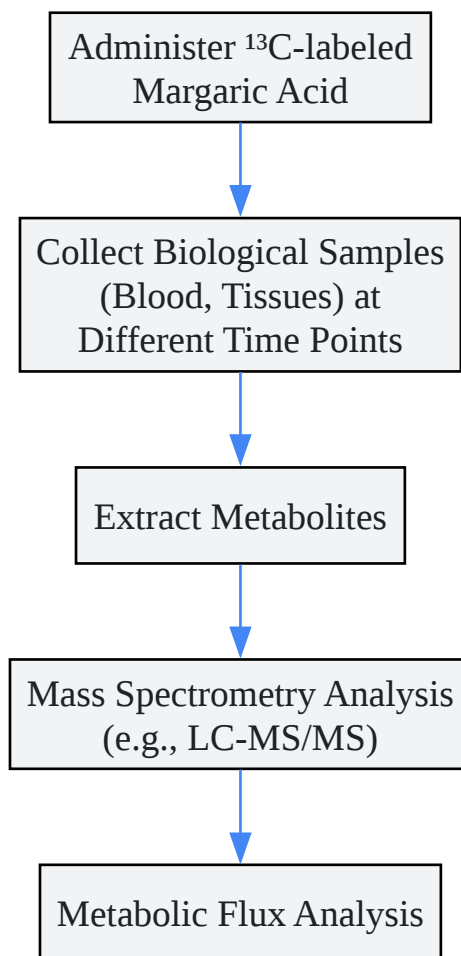 Administer ¹³C-labeled
Margaric Acid
Collect Biological Samples
(Blood, Tissues) at
Different Time Points
Extract Metabolites
Mass Spectrometry Analysis
(e.g., LC-MS/MS)
Metabolic Flux Analysis